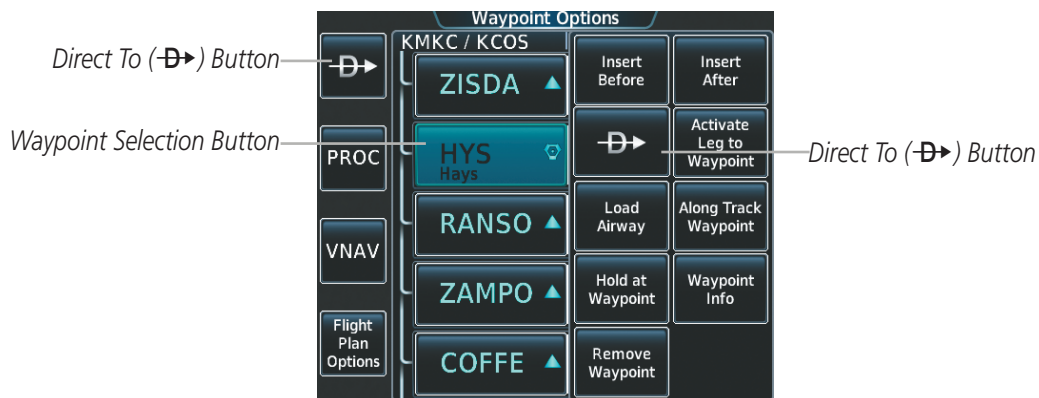 Waypoint Options
Direct To (D) Button
Waypoint Selection Button
D
PROC
VNAV
Flight
Plan
Options
KMKC / KCOS
ZISDA
HYS
Hays
RANSO
ZAMPO
COFFE
Insert
Before
Insert
After
D
Activate
Leg to
Waypoint
Load
Airway
Along Track
Waypoint
Hold at
Waypoint
Waypoint
Info
Remove
Waypoint
Direct To (D) Button